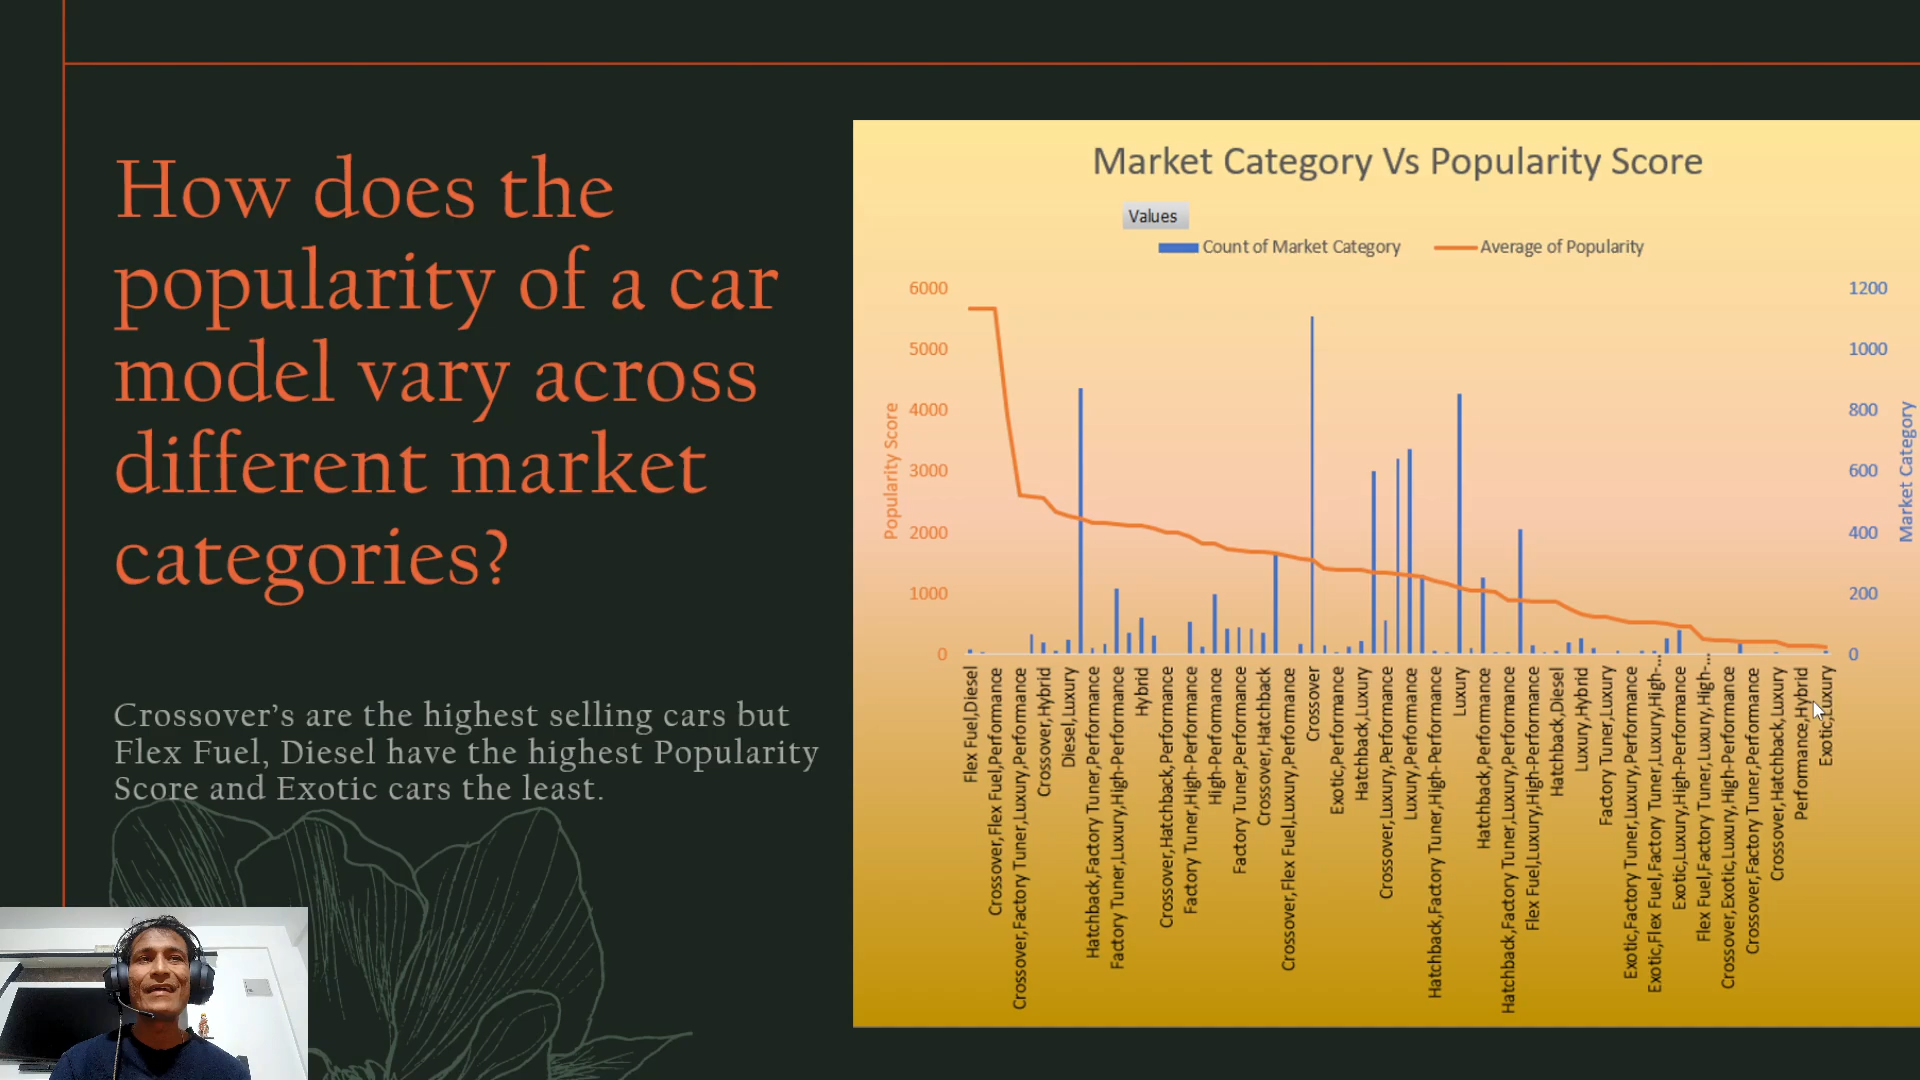 How does the
popularity of a car
model vary across
different market
categories?
Crossover’s are the highest selling cars but
Flex Fuel, Diesel have the highest Popularity
Score and Exotic cars the least.
Market Category Vs Popularity Score
Values
Count of Market Category
Average of Popularity
6000
5000
4000
3000
2000
1000
0
Popularity Score
1200
1000
800
600
400
200
0
Market Category
Flex Fuel,Diesel
Crossover,Flex Fuel,Performance
Crossover,Factory Tuner,Luxury,Performance
Crossover,Hybrid
Diesel,Luxury
Hatchback,Factory Tuner,Performance
Factory Tuner,Luxury,High-Performance
Hybrid
Crossover,Hatchback,Performance
Factory Tuner,High-Performance
High-Performance
Factory Tuner,Performance
Crossover,Hatchback
Crossover,Flex Fuel,Luxury,Performance
Crossover
Exotic,Performance
Hatchback,Luxury
Crossover,Luxury,Performance
Luxury,Performance
Hatchback,Factory Tuner,High-Performance
Luxury
Hatchback,Performance
Hatchback,Factory Tuner,Luxury,Performance
Flex Fuel,Luxury,High-Performance
Hatchback,Diesel
Luxury,Hybrid
Factory Tuner,Luxury
Exotic,Factory Tuner,Luxury,Performance
Exotic,Flex Fuel,Factory Tuner,Luxury,High-…
Exotic,Luxury,High-Performance
Flex Fuel,Factory Tuner,Luxury,High-…
Crossover,Exotic,Luxury,High-Performance
Crossover,Factory Tuner,Performance
Crossover,Hatchback,Luxury
Performance,Hybrid
Exotic,Luxury